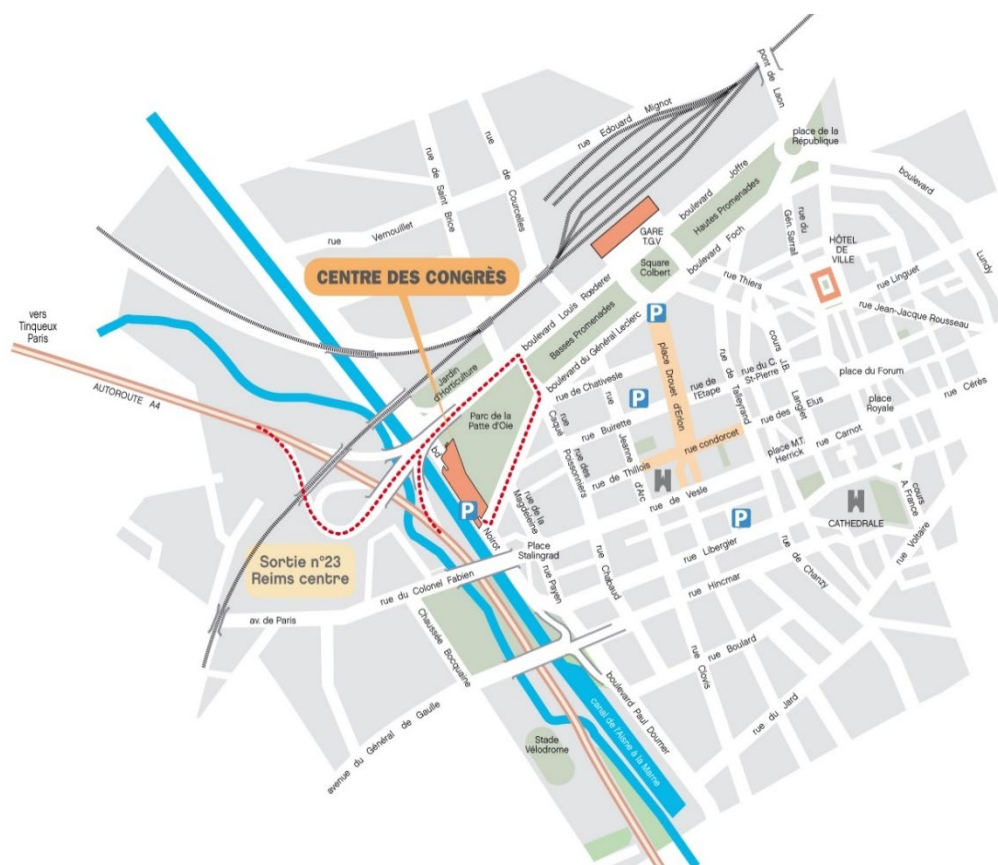 pont de Laon
place de la
République
rue Edouard Mignot
boulevard Joffre
Hautes Promenades
boulevard Foch
boulevard
Lundy
rue de Saint Brice
rue de Courcelles
GARE
T.G.V
Square
Colbert
rue du
Gén. Sarrail
HÔTEL
DE
VILLE
rue Vernouillet
rue Thiers
rue Linguet
rue Jean-Jacque Rousseau
CENTRE DES CONGRÈS
boulevard Louis Rœderer
Basses Promenades
boulevard du Général Leclerc
P
place Drouet d'Erlon
vers
Tinqueux
Paris
AUTOROUTE A4
Jardin
d'Horticulture
Parc de la
Patte d'Oie
rue de Chativesle
rue Buirette
P
rue de
l'Etape
rue de Talleyrand
rue du C. J.B.
St-Pierre
cours
Langlet
rue des Elus
place du Forum
place
Royale
rue Cérès
rue Carnot
place M.T.
Herrick
rue condorcet
rue Caqué
rue des
Poissonniers
rue
Jeanne
d'Arc
rue de Thillois
rue de Vesle
bd
Noirot
P
rue de la
Magdeleine
P
CATHEDRALE
cours
A. France
rue Voltaire
Sortie n°23
Reims centre
Place
Stalingrad
rue Payen
rue Chabaud
rue Libergier
rue Hincmar
rue de Chanzy
rue du Colonel Fabien
av. de Paris
Chaussée Bocquaine
rue Boulard
rue Clovis
rue du Jard
boulevard Paul Doumer
canal de l'Aisne à la Marne
avenue du Général de Gaulle
Stade
Vélodrome